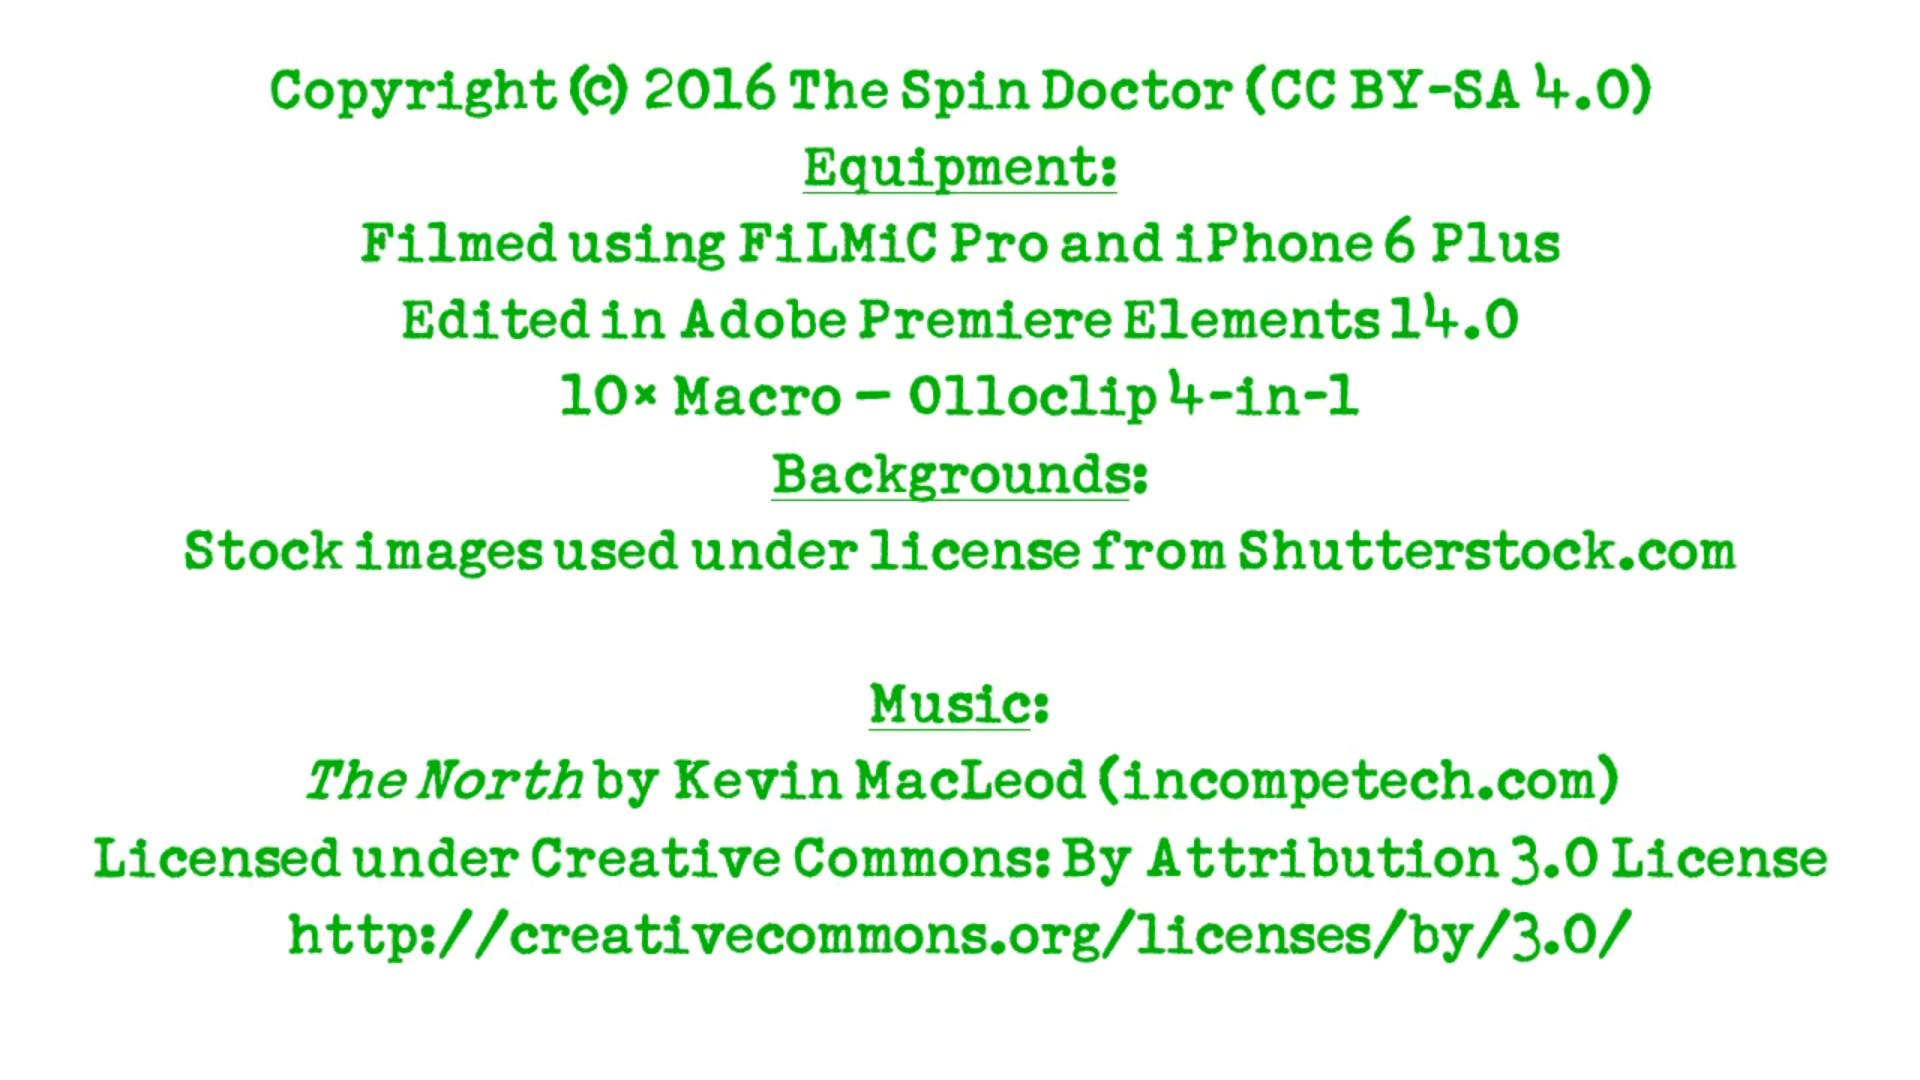 Copyright (c) 2016 The Spin Doctor (CC BY-SA 4.0)
Equipment:
Filmed using FiLMiC Pro and iPhone 6 Plus
Edited in Adobe Premiere Elements 14.0
10× Macro – Olloclip 4-in-1
Backgrounds:
Stock images used under license from Shutterstock.com
Music:
The North by Kevin MacLeod (incompetech.com)
Licensed under Creative Commons: By Attribution 3.0 License
http://creativecommons.org/licenses/by/3.0/